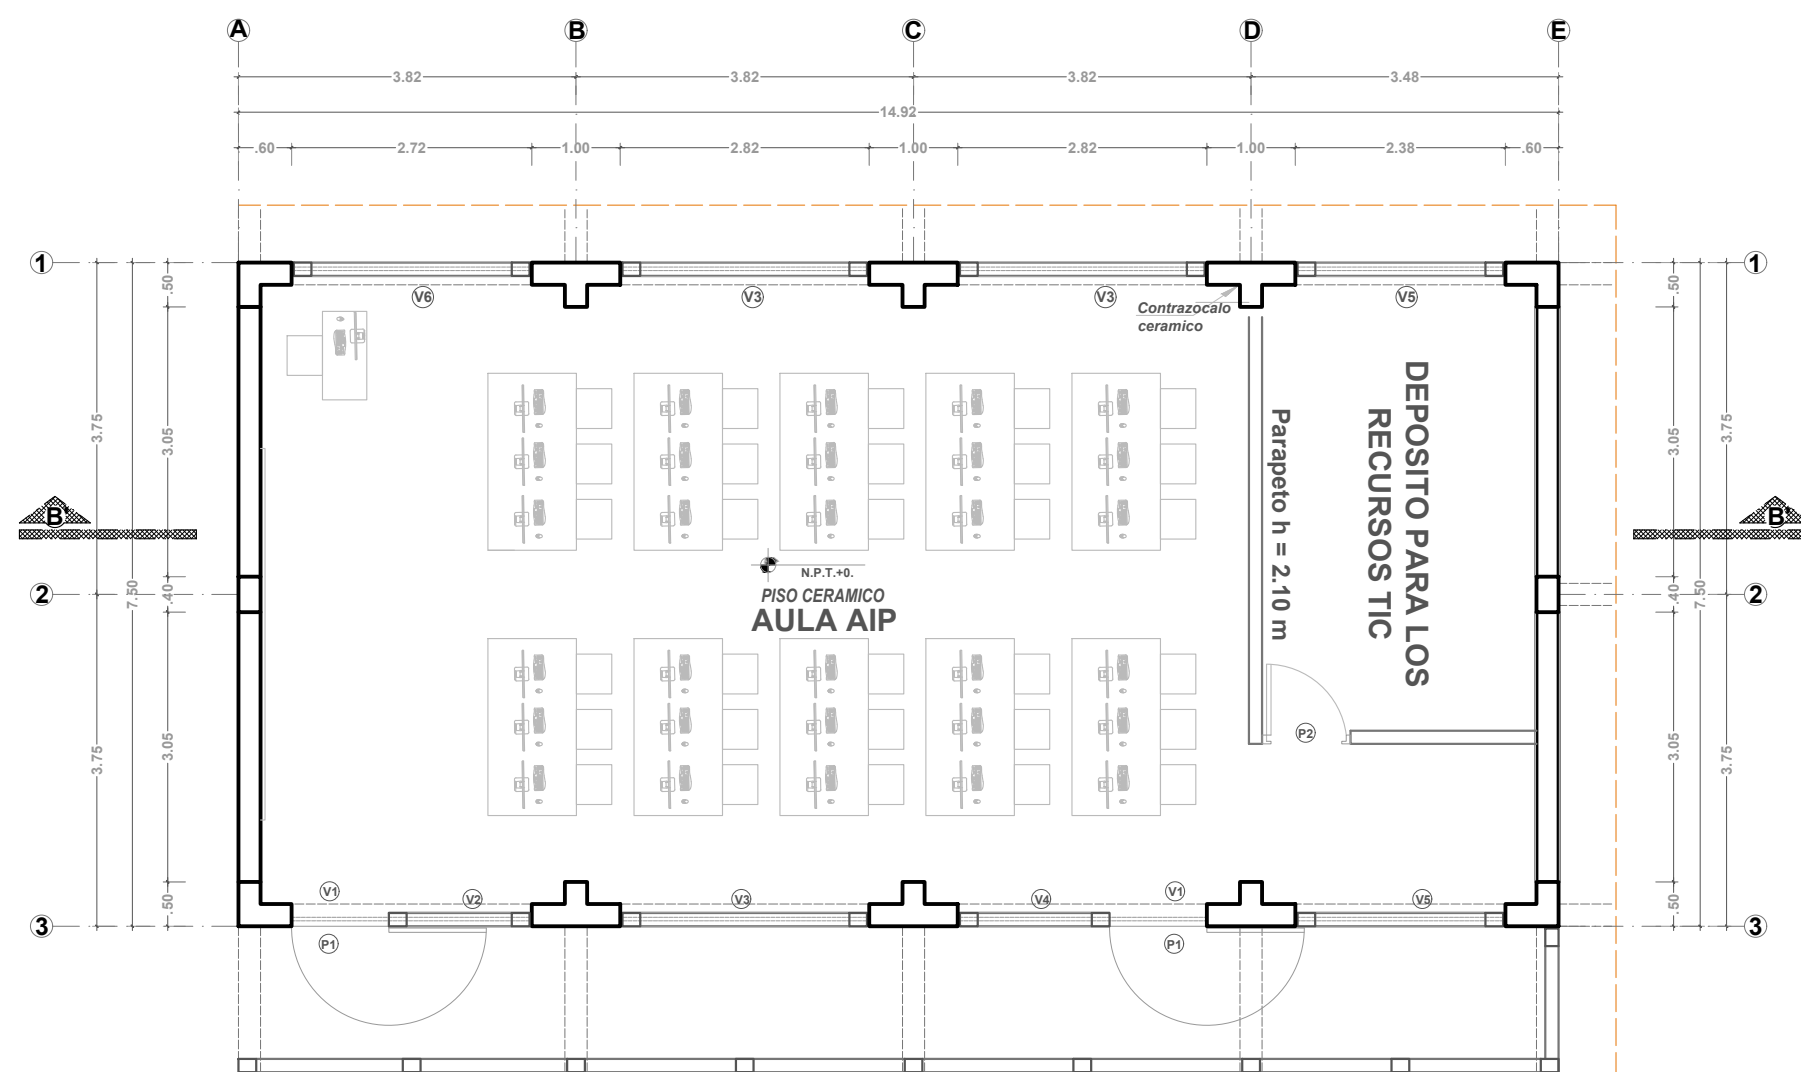 A B C D E
3.82 3.82 3.82 3.48
14.92
.60 2.72 1.00 2.82 1.00 2.82 1.00 2.38 .60
1 1
V6 V3 V3 V5
Contrazocalo
ceramico
.50 .50
3.75 3.05 3.05 3.75
DEPOSITO PARA LOS
RECURSOS TIC
Parapeto h = 2.10 m
B' B'
N.P.T.+0.
PISO CERAMICO
AULA AIP
2 2
7.50 .40 .40 7.50
P2
3.75 3.05 3.05 3.75
V1 V2 V3 V4 V1 V5
.50 .50
3 3
P1 P1